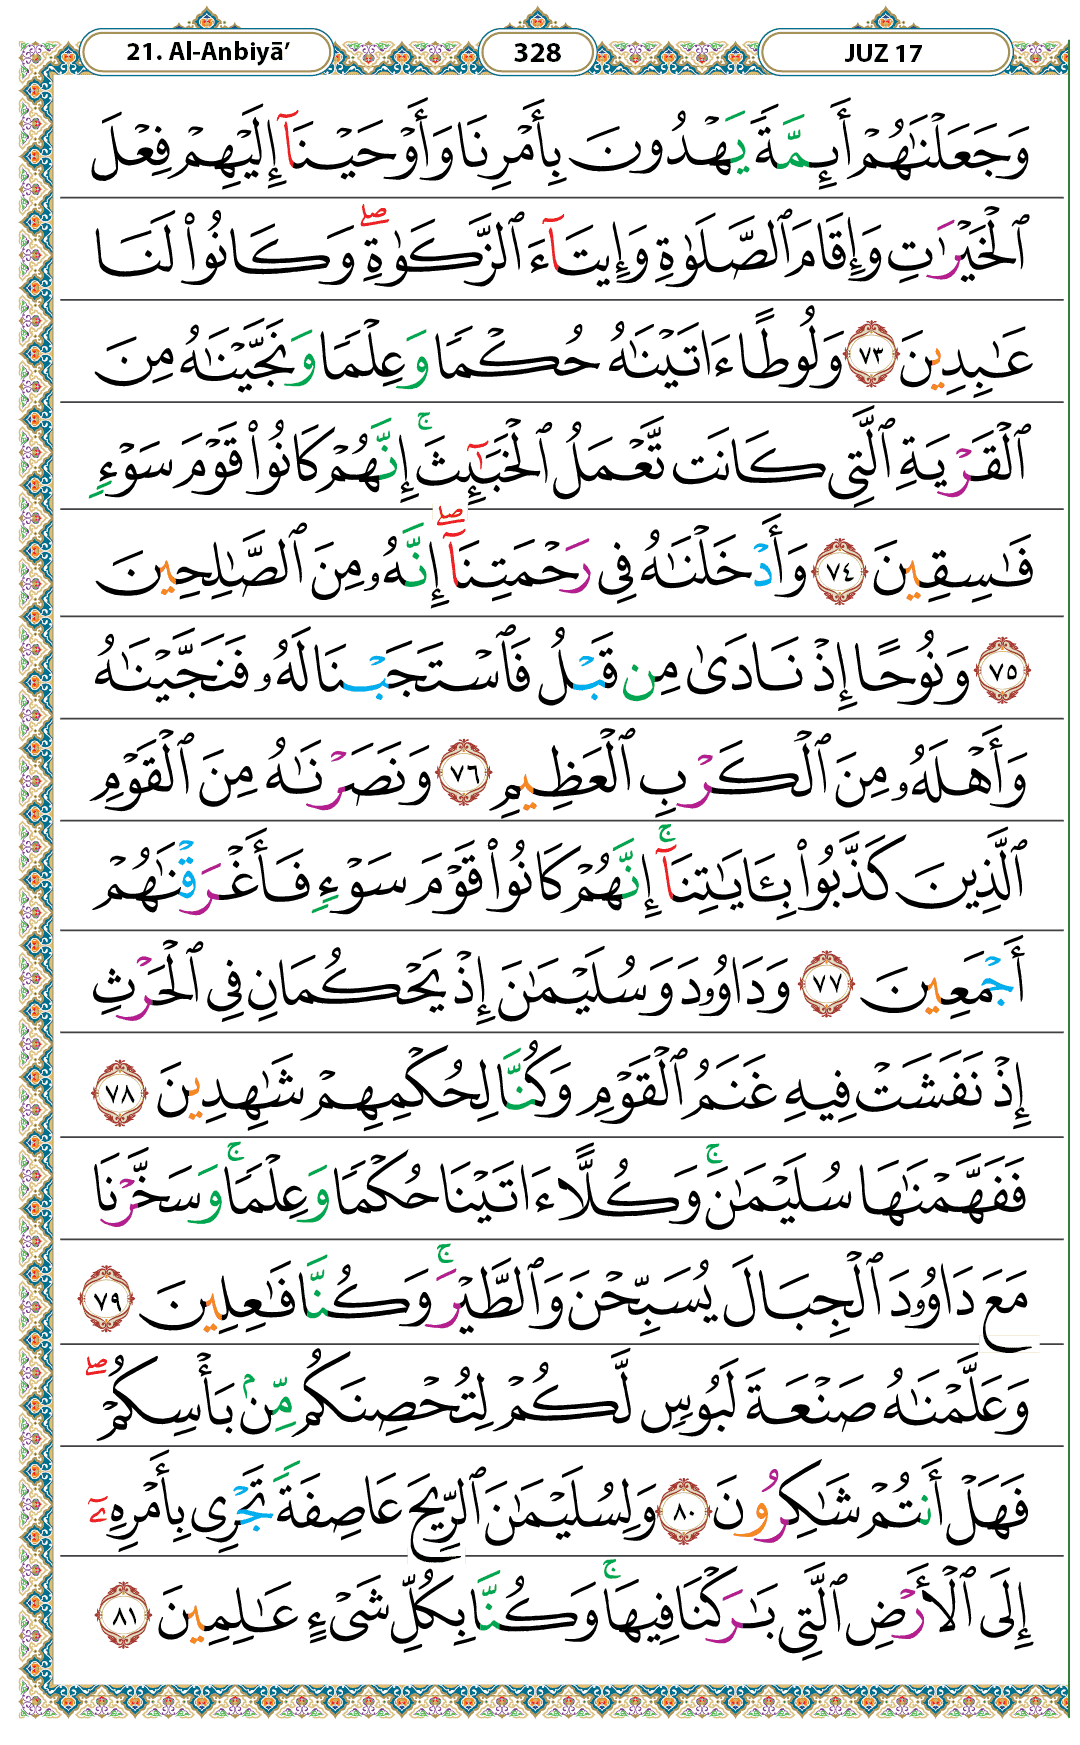 21. Al-Anbiyā’ 328 JUZ 17
وَجَعَلْنَٰهُمْ أَئِمَّةً يَهْدُونَ بِأَمْرِنَا وَأَوْحَيْنَآ إِلَيْهِمْ فِعْلَ
ٱلْخَيْرَٰتِ وَإِقَامَ ٱلصَّلَوٰةِ وَإِيتَآءَ ٱلزَّكَوٰةِ ۖ وَكَانُوا۟ لَنَا
عَٰبِدِينَ ٧٣ وَلُوطًا ءَاتَيْنَٰهُ حُكْمًا وَعِلْمًا وَنَجَّيْنَٰهُ مِنَ
ٱلْقَرْيَةِ ٱلَّتِى كَانَت تَّعْمَلُ ٱلْخَبَٰٓئِثَ ۚ إِنَّهُمْ كَانُوا۟ قَوْمَ سَوْءٍ
فَٰسِقِينَ ٧٤ وَأَدْخَلْنَٰهُ فِى رَحْمَتِنَآ ۖ إِنَّهُۥ مِنَ ٱلصَّٰلِحِينَ
٧٥ وَنُوحًا إِذْ نَادَىٰ مِن قَبْلُ فَٱسْتَجَبْنَا لَهُۥ فَنَجَّيْنَٰهُ
وَأَهْلَهُۥ مِنَ ٱلْكَرْبِ ٱلْعَظِيمِ ٧٦ وَنَصَرْنَٰهُ مِنَ ٱلْقَوْمِ
ٱلَّذِينَ كَذَّبُوا۟ بِـَٔايَٰتِنَآ ۚ إِنَّهُمْ كَانُوا۟ قَوْمَ سَوْءٍ فَأَغْرَقْنَٰهُمْ
أَجْمَعِينَ ٧٧ وَدَاوُۥدَ وَسُلَيْمَٰنَ إِذْ يَحْكُمَانِ فِى ٱلْحَرْثِ
إِذْ نَفَشَتْ فِيهِ غَنَمُ ٱلْقَوْمِ وَكُنَّا لِحُكْمِهِمْ شَٰهِدِينَ ٧٨
فَفَهَّمْنَٰهَا سُلَيْمَٰنَ ۚ وَكُلًّا ءَاتَيْنَا حُكْمًا وَعِلْمًا ۚ وَسَخَّرْنَا
مَعَ دَاوُۥدَ ٱلْجِبَالَ يُسَبِّحْنَ وَٱلطَّيْرَ ۚ وَكُنَّا فَٰعِلِينَ ٧٩
وَعَلَّمْنَٰهُ صَنْعَةَ لَبُوسٍ لَّكُمْ لِتُحْصِنَكُم مِّنۢ بَأْسِكُمْ ۖ
فَهَلْ أَنتُمْ شَٰكِرُونَ ٨٠ وَلِسُلَيْمَٰنَ ٱلرِّيحَ عَاصِفَةً تَجْرِى بِأَمْرِهِۦٓ
إِلَى ٱلْأَرْضِ ٱلَّتِى بَٰرَكْنَا فِيهَا ۚ وَكُنَّا بِكُلِّ شَىْءٍ عَٰلِمِينَ ٨١